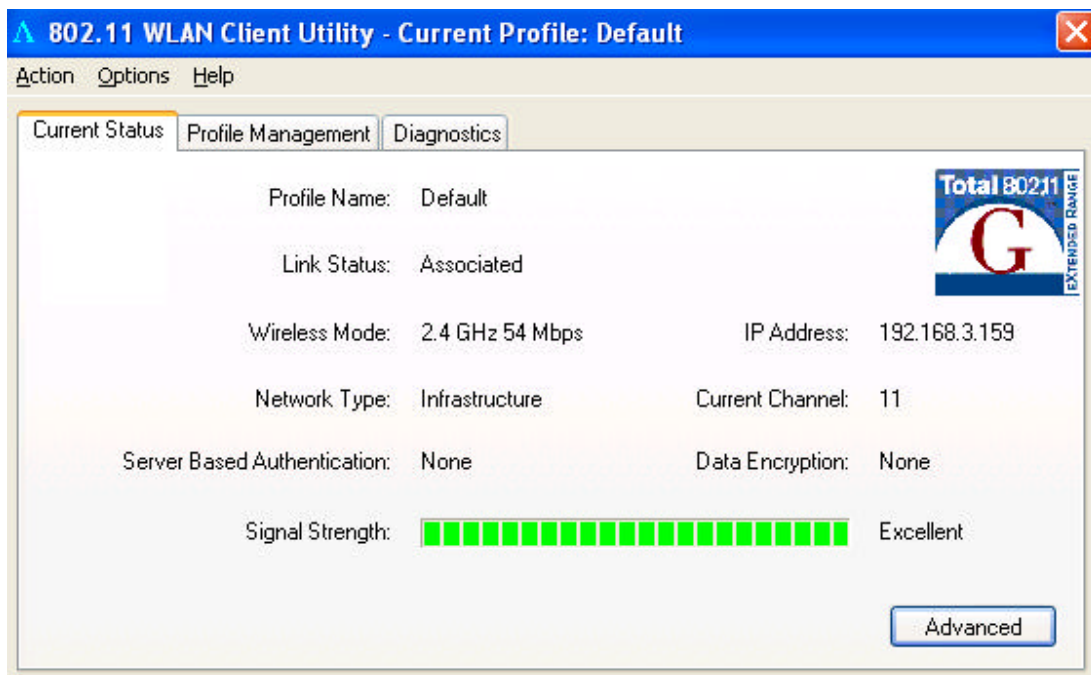 802.11 WLAN Client Utility - Current Profile: Default
Action Options Help
Current Status Profile Management Diagnostics
Total 802.11
G
EXTENDED RANGE
Profile Name: Default
Link Status: Associated
Wireless Mode: 2.4 GHz 54 Mbps IP Address: 192.168.3.159
Network Type: Infrastructure Current Channel: 11
Server Based Authentication: None Data Encryption: None
Signal Strength: Excellent
Advanced